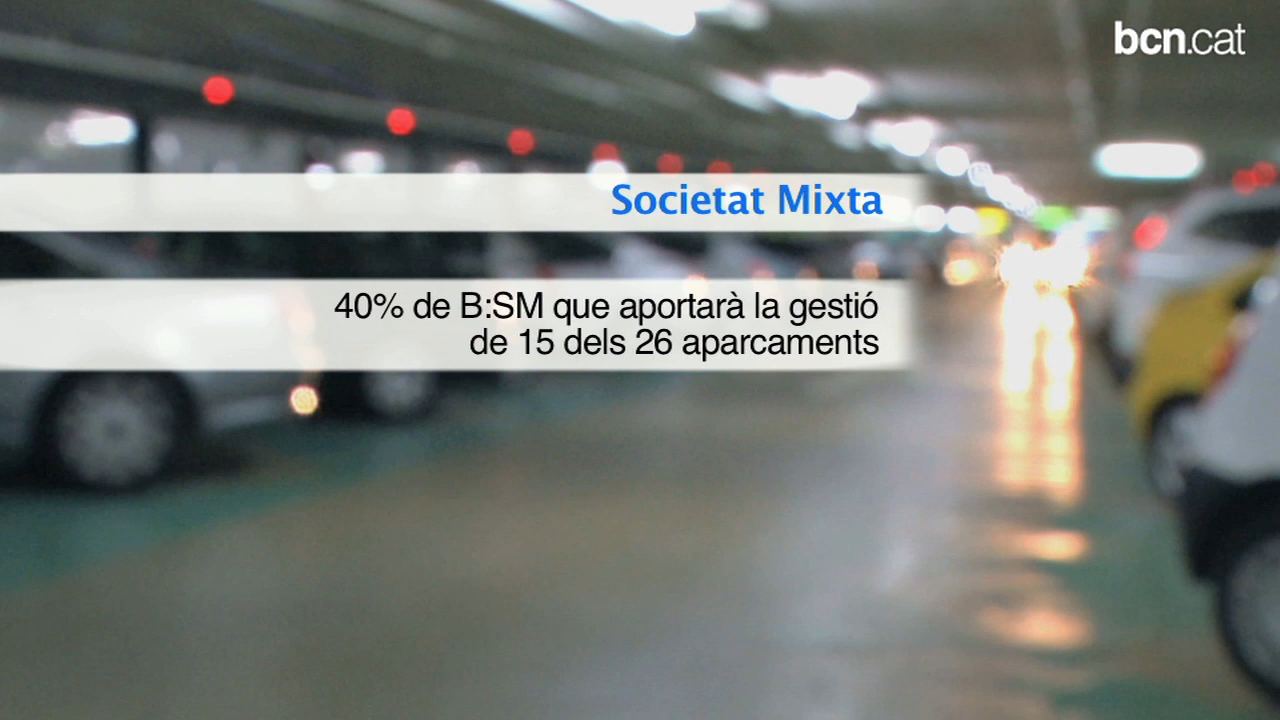 bcn.cat
Societat Mixta
40% de B:SM que aportarà la gestió
de 15 dels 26 aparcaments